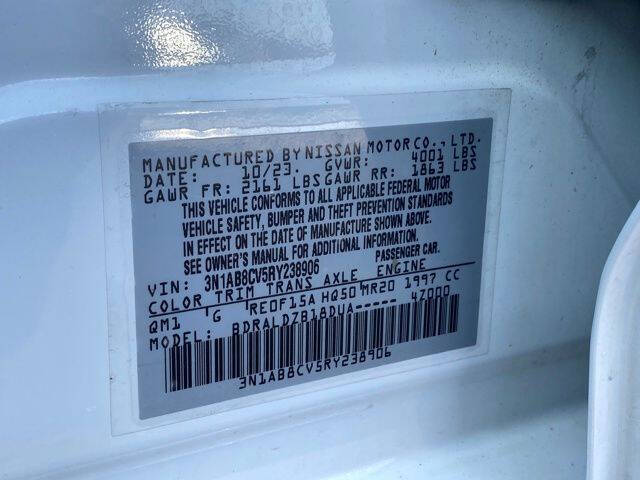 MANUFACTURED BY NISSAN MOTOR CO., LTD.
DATE: 10/23. GVWR: 4001 LBS
GAWR FR: 2161 LBS GAWR RR: 1863 LBS
THIS VEHICLE CONFORMS TO ALL APPLICABLE FEDERAL MOTOR
VEHICLE SAFETY, BUMPER AND THEFT PREVENTION STANDARDS
IN EFFECT ON THE DATE OF MANUFACTURE SHOWN ABOVE.
SEE OWNER'S MANUAL FOR ADDITIONAL INFORMATION.
VIN: 3N1AB8CV5RY238906 PASSENGER CAR.
COLOR TRIM TRANS AXLE ENGINE
QM1 G RE0F15A HQ50 MR20 1997 CC
MODEL: BDRALDZB18DUA----- 4Z000
3N1AB8CV5RY238906